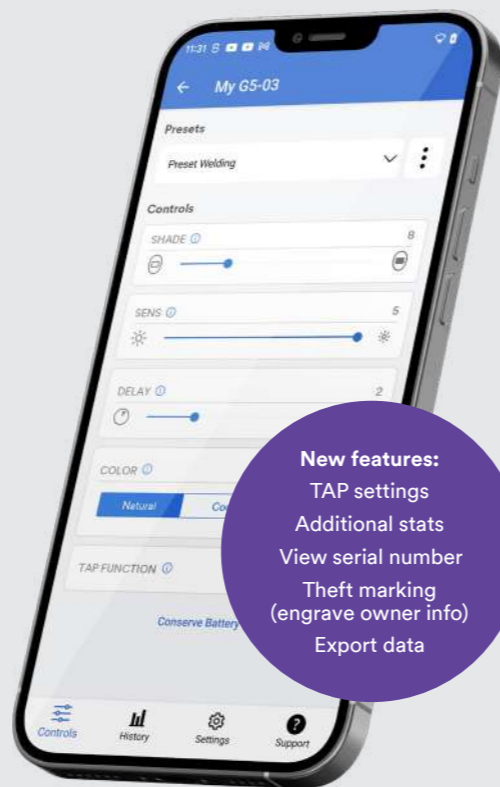 11:31
My G5-03
Presets
Preset Welding
Controls
SHADE
8
SENS
5
DELAY
2
COLOR
Natural
TAP FUNCTION
Conserve Battery
Controls
History
Settings
Support
New features:
TAP settings
Additional stats
View serial number
Theft marking
(engrave owner info)
Export data